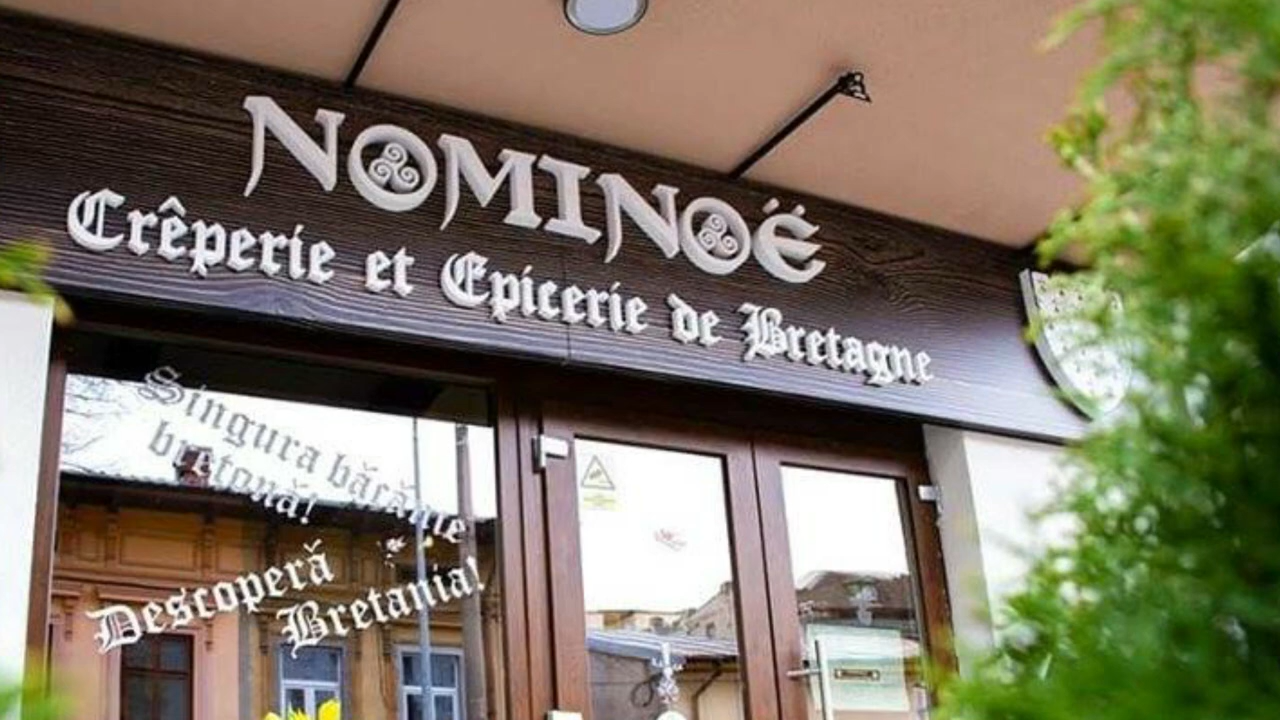 NOMINOÉ
Crêperie et Epicerie de Bretagne
Singura băcănie
bretonă!
Descoperă
Bretania!